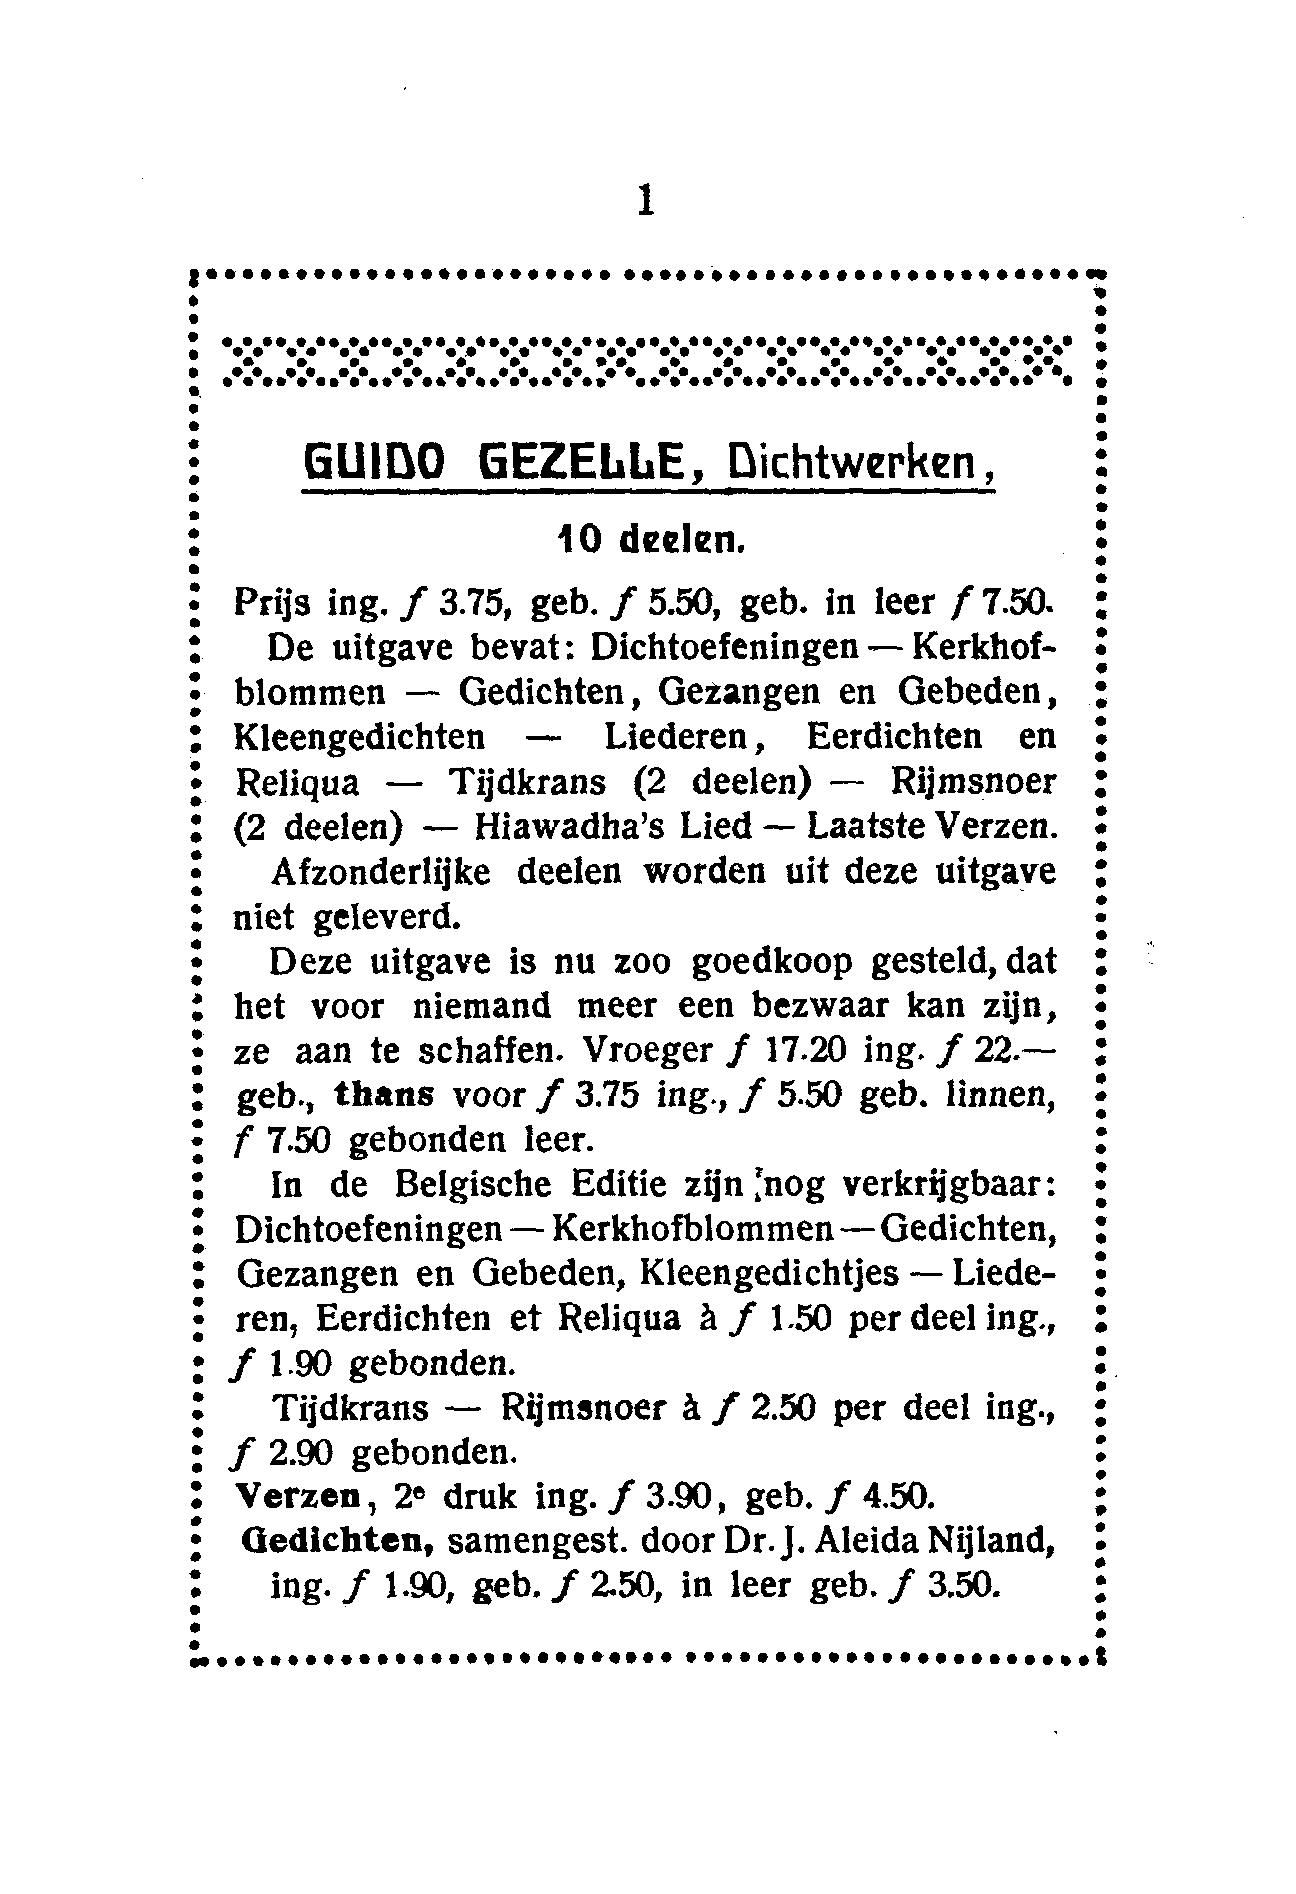 1
GUIDO GEZELLE, Dichtwerken,
10 deelen.
Prijs ing. f 3.75, geb. f 5.50, geb. in leer f 7.50.
De uitgave bevat: Dichtoefeningen — Kerkhof-
blommen — Gedichten, Gezangen en Gebeden,
Kleengedichten — Liederen, Eerdichten en
Reliqua — Tijdkrans (2 deelen) — Rijmsnoer
(2 deelen) — Hiawadha's Lied — Laatste Verzen.
Afzonderlijke deelen worden uit deze uitgave
niet geleverd.
Deze uitgave is nu zoo goedkoop gesteld, dat
het voor niemand meer een bezwaar kan zijn,
ze aan te schaffen. Vroeger f 17.20 ing. f 22.—
geb., thans voor f 3.75 ing., f 5.50 geb. linnen,
f 7.50 gebonden leer.
In de Belgische Editie zijn nog verkrijgbaar:
Dichtoefeningen — Kerkhofblommen — Gedichten,
Gezangen en Gebeden, Kleengedichtjes — Liede-
ren, Eerdichten et Reliqua à f 1.50 per deel ing.,
f 1.90 gebonden.
Tijdkrans — Rijmsnoer à f 2.50 per deel ing.,
f 2.90 gebonden.
Verzen, 2e druk ing. f 3.90, geb. f 4.50.
Gedichten, samengest. door Dr. J. Aleida Nijland,
ing. f 1.90, geb. f 2.50, in leer geb. f 3.50.